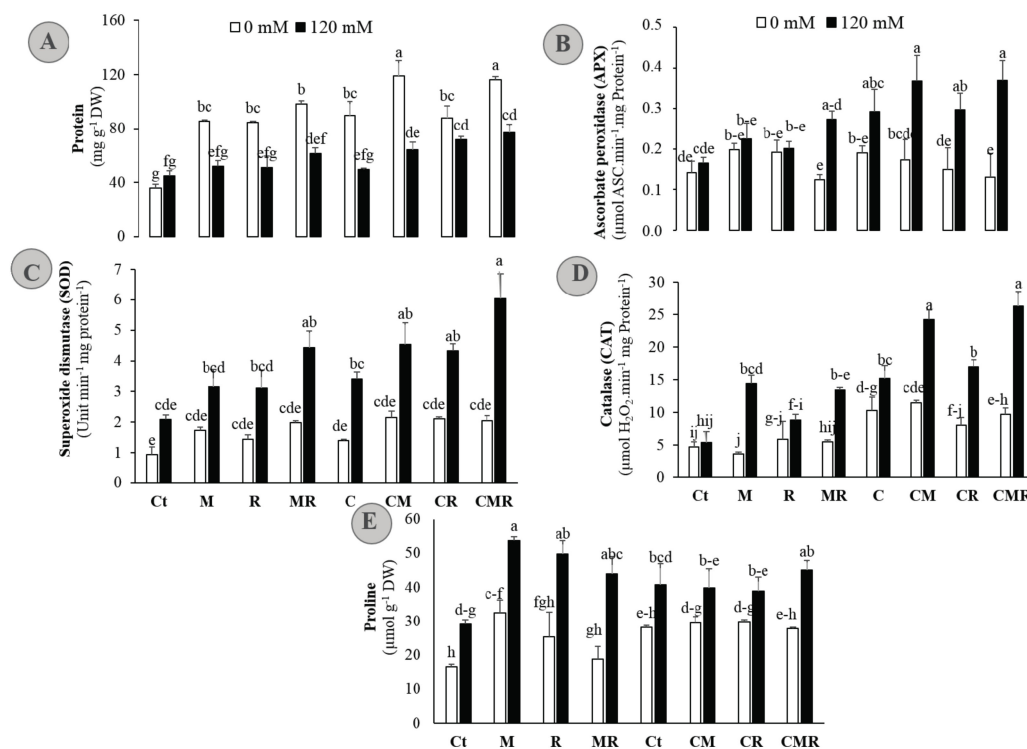 A
□ 0 mM ■ 120 mM
Protein
(mg g⁻¹ DW)
160
120
80
40
0
g
fg
bc
efg
bc
efg
b
def
bc
efg
a
de
bc
cd
a
cd
B
□ 0 mM ■ 120 mM
Ascorbate peroxidase (APX)
(μmol ASC.min⁻¹.mg Protein⁻¹)
0.5
0.4
0.3
0.2
0.1
0.0
de
cde
b-e
b-e
b-e
b-e
e
a-d
b-e
abc
bcde
a
de
ab
e
a
C
Superoxide dismutase (SOD)
(Unit min⁻¹ mg protein⁻¹)
7
6
5
4
3
2
1
0
e
cde
cde
bcd
cde
bcd
cde
ab
de
bc
cde
ab
cde
ab
cde
a
Ct M R MR C CM CR CMR
D
Catalase (CAT)
(μmol H₂O₂.min⁻¹ mg Protein⁻¹)
30
25
20
15
10
5
0
ij
hij
j
bcd
g-j
f-i
hij
b-e
d-g
bc
cde
a
f-j
b
e-h
a
Ct M R MR C CM CR CMR
E
Proline
(μmol g⁻¹ DW)
60
50
40
30
20
10
0
h
d-g
c-f
a
fgh
ab
gh
abc
e-h
bcd
d-g
b-e
d-g
b-e
e-h
ab
Ct M R MR Ct CM CR CMR